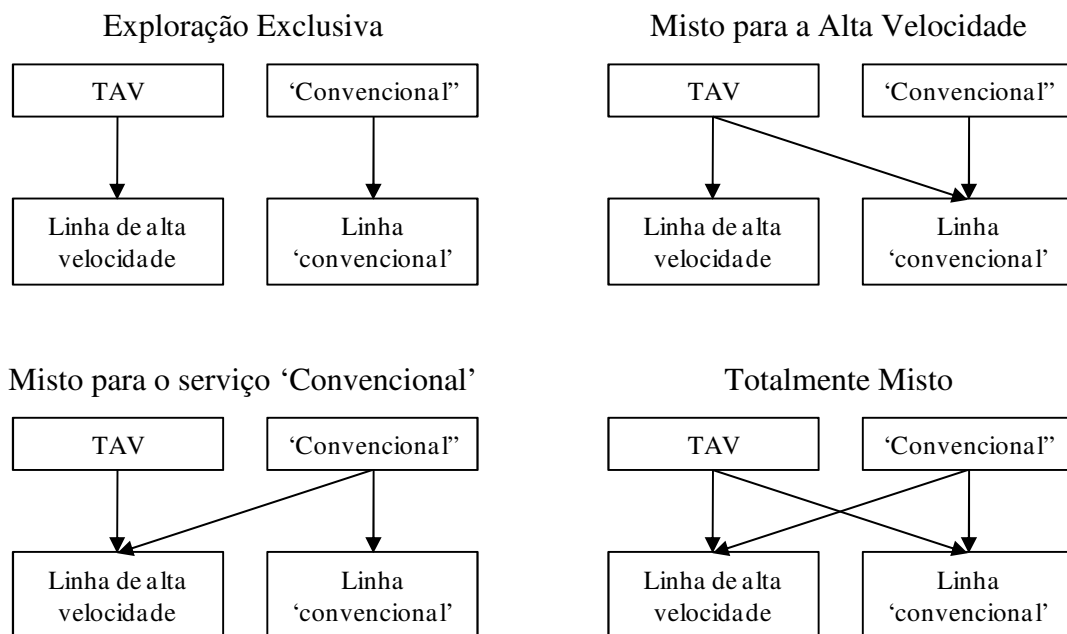 Exploração Exclusiva
TAV
‘Convencional”
Linha de alta
velocidade
Linha
‘convencional’
Misto para a Alta Velocidade
TAV
‘Convencional”
Linha de alta
velocidade
Linha
‘convencional’
Misto para o serviço ‘Convencional’
TAV
‘Convencional”
Linha de alta
velocidade
Linha
‘convencional’
Totalmente Misto
TAV
‘Convencional”
Linha de alta
velocidade
Linha
‘convencional’